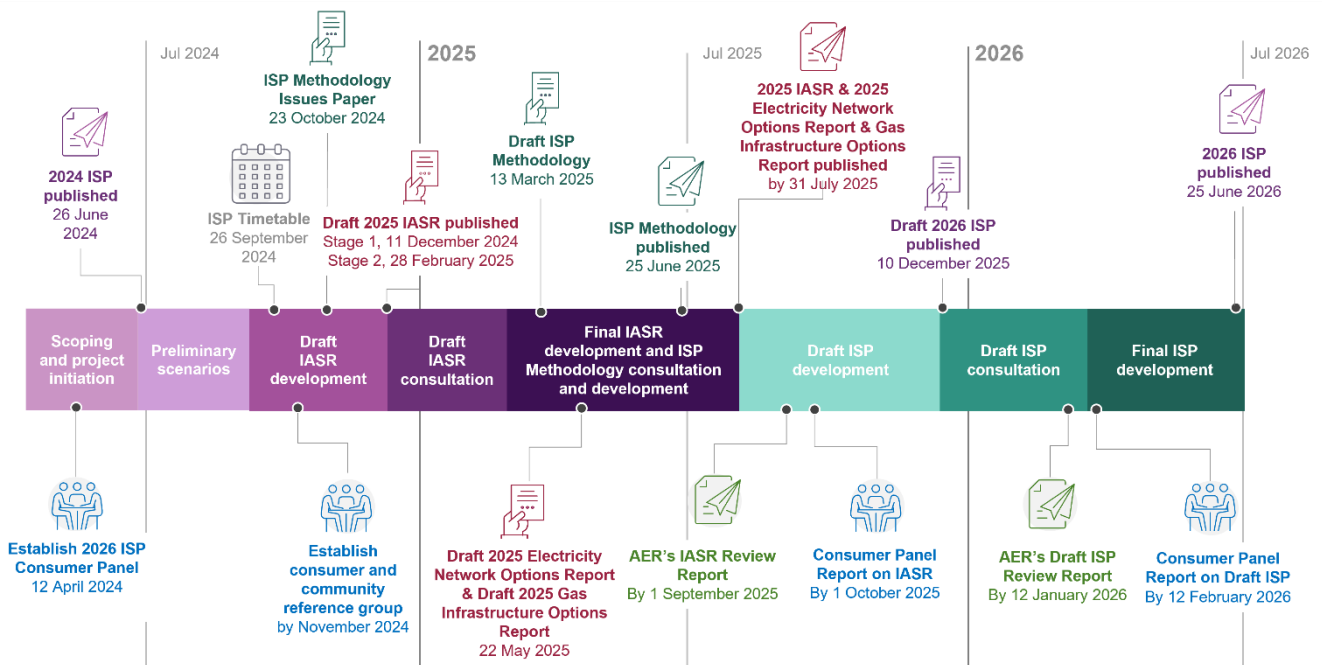 Jul 2024
2025
Jul 2025
2026
Jul 2026
2024 ISP
published
26 June
2024
ISP Timetable
26 September
2024
ISP Methodology
Issues Paper
23 October 2024
Draft 2025 IASR published
Stage 1, 11 December 2024
Stage 2, 28 February 2025
Draft ISP
Methodology
13 March 2025
ISP Methodology
published
25 June 2025
2025 IASR & 2025
Electricity Network
Options Report & Gas
Infrastructure Options
Report published
by 31 July 2025
Draft 2026 ISP
published
10 December 2025
2026 ISP
published
25 June 2026
Scoping
and project
initiation
Preliminary
scenarios
Draft
IASR
development
Draft
IASR
consultation
Final IASR
development and ISP
Methodology consultation
and development
Draft ISP
development
Draft ISP
consultation
Final ISP
development
Establish 2026 ISP
Consumer Panel
12 April 2024
Establish
consumer and
community
reference group
by November 2024
Draft 2025 Electricity
Network Options Report
& Draft 2025 Gas
Infrastructure Options
Report
22 May 2025
AER's IASR Review
Report
By 1 September 2025
Consumer Panel
Report on IASR
By 1 October 2025
AER's Draft ISP
Review Report
By 12 January 2026
Consumer Panel
Report on Draft ISP
By 12 February 2026